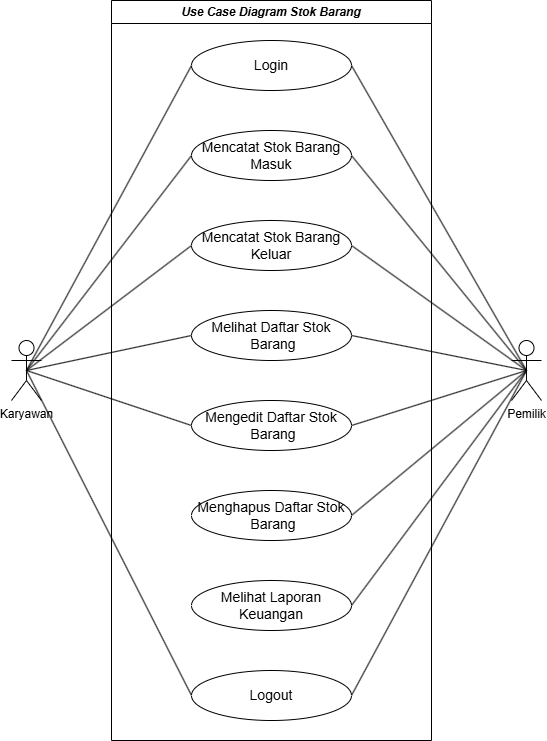 Use Case Diagram Stok Barang
Login
Mencatat Stok Barang
Masuk
Mencatat Stok Barang
Keluar
Melihat Daftar Stok
Barang
Karyawan
Pemilik
Mengedit Daftar Stok
Barang
Menghapus Daftar Stok
Barang
Melihat Laporan
Keuangan
Logout